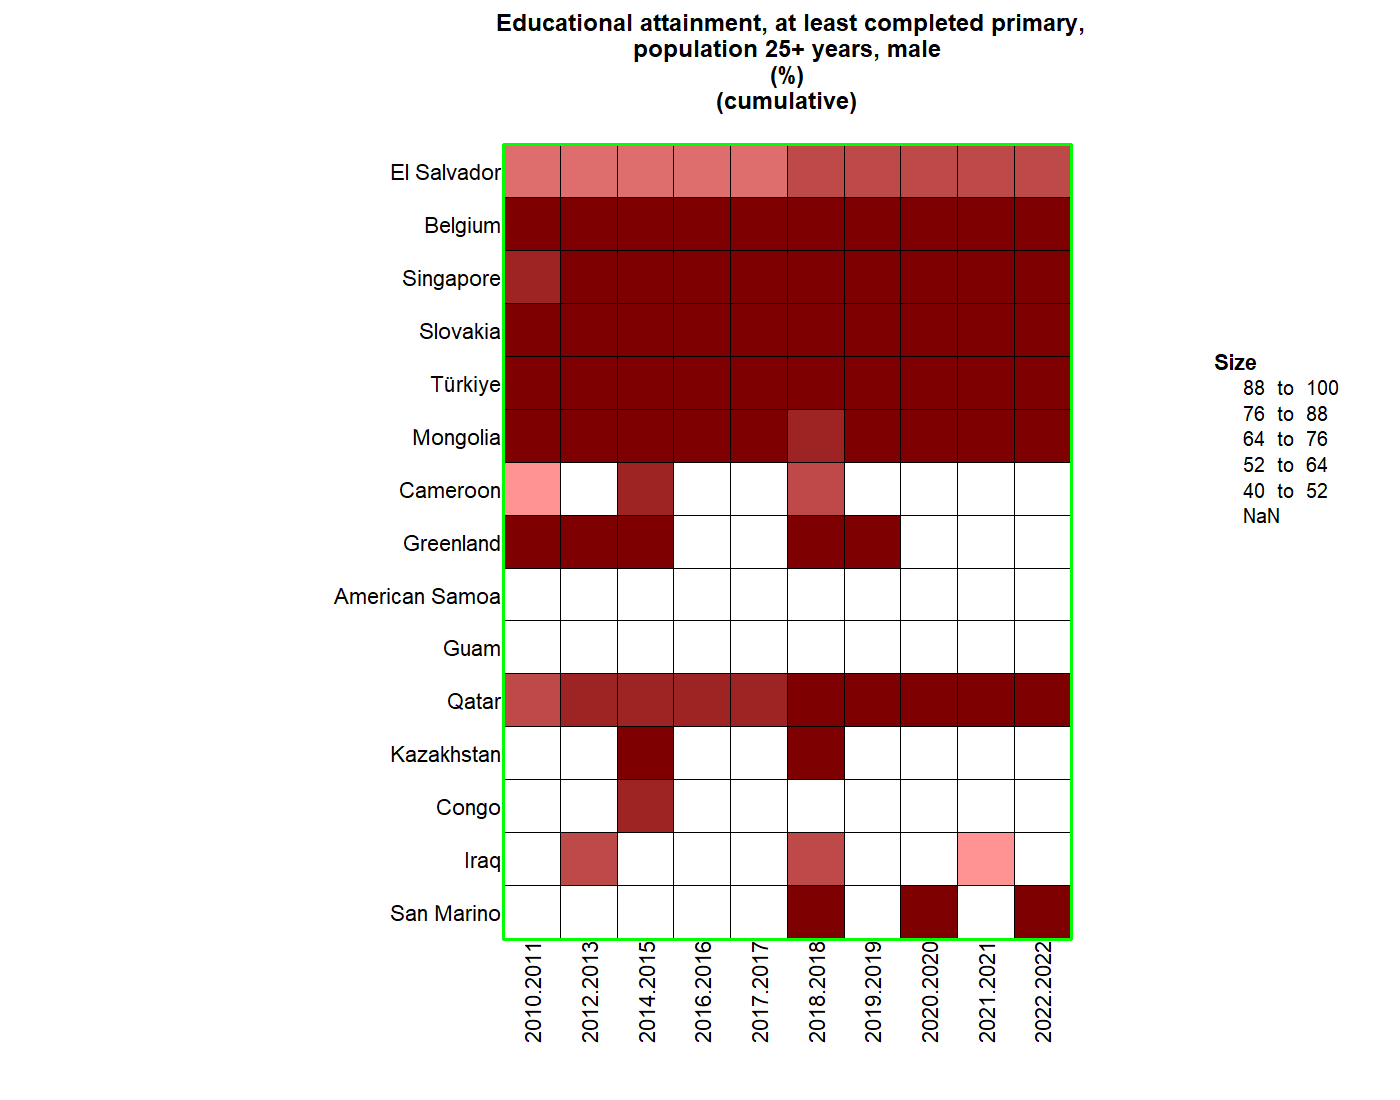 Educational attainment, at least completed primary,
population 25+ years, male
(%)
(cumulative)
El Salvador
Belgium
Singapore
Slovakia
Türkiye
Mongolia
Cameroon
Greenland
American Samoa
Guam
Qatar
Kazakhstan
Congo
Iraq
San Marino
2010.2011
2012.2013
2014.2015
2016.2016
2017.2017
2018.2018
2019.2019
2020.2020
2021.2021
2022.2022
Size
88 to 100
76 to 88
64 to 76
52 to 64
40 to 52
NaN